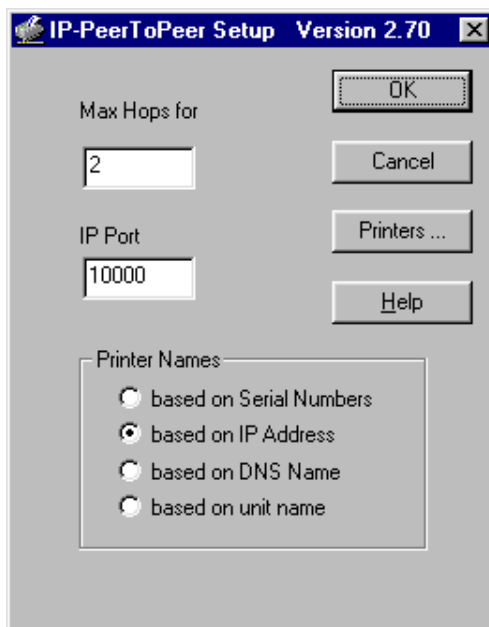 IP-PeerToPeer Setup Version 2.70
OK
Max Hops for
2
Cancel
IP Port
Printers ...
10000
Help
Printer Names
based on Serial Numbers
based on IP Address
based on DNS Name
based on unit name